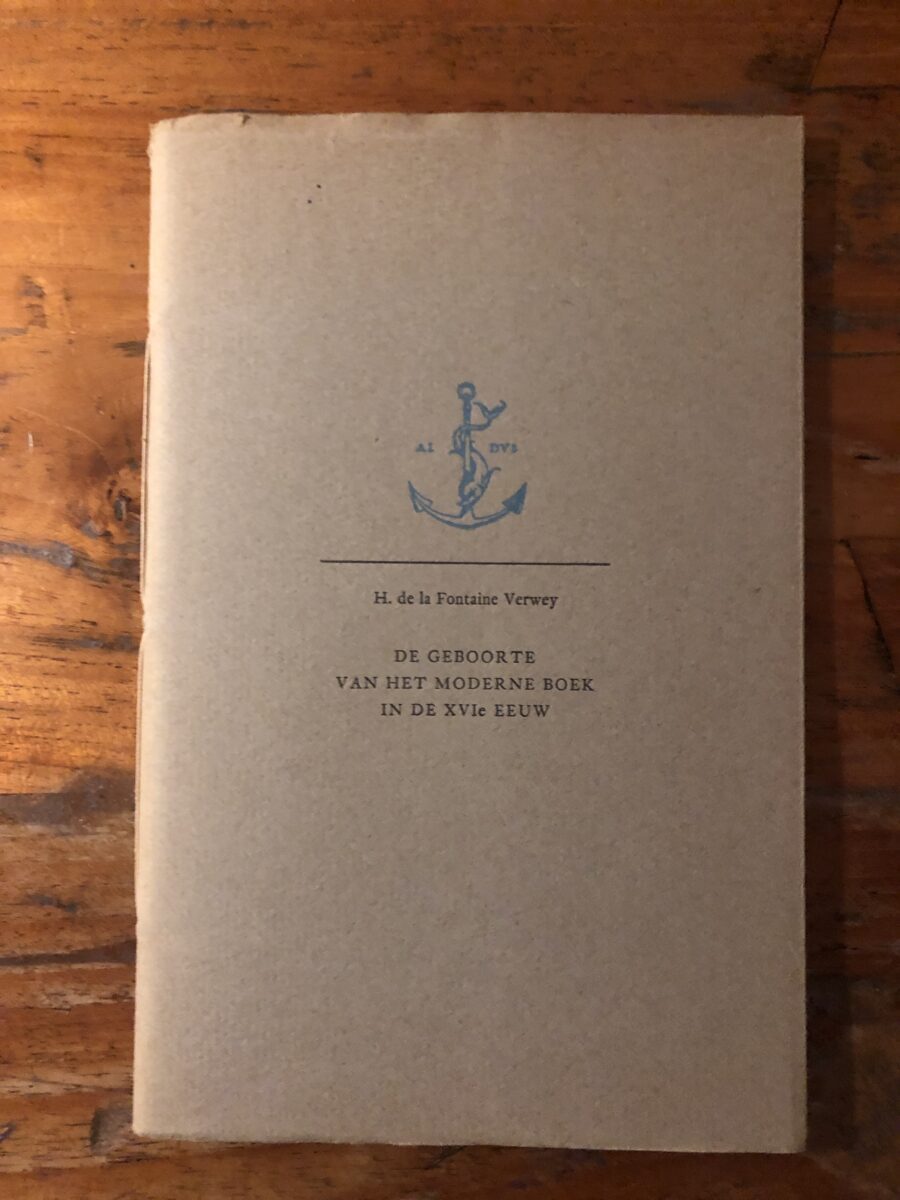 AL DVS
H. de la Fontaine Verwey
DE GEBOORTE
VAN HET MODERNE BOEK
IN DE XVIe EEUW